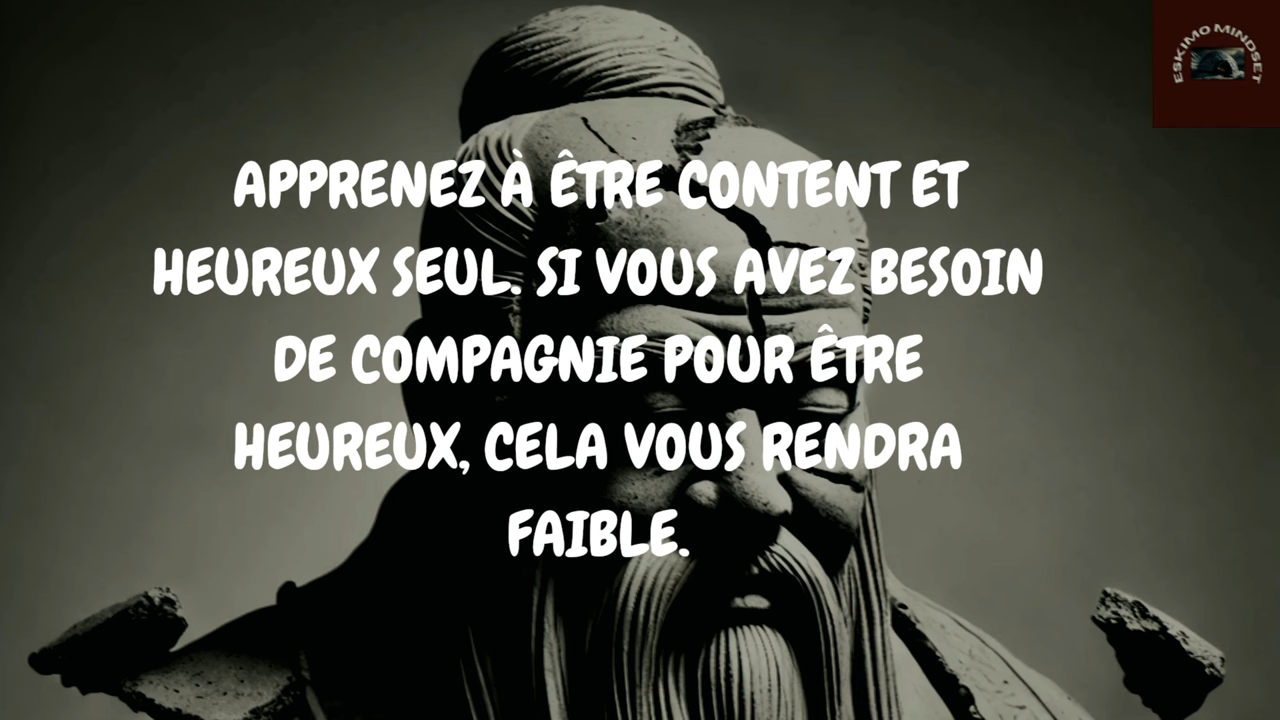 ESKIMO MINDSET
APPRENEZ À ÊTRE CONTENT ET
HEUREUX SEUL. SI VOUS AVEZ BESOIN
DE COMPAGNIE POUR ÊTRE
HEUREUX, CELA VOUS RENDRA
FAIBLE.